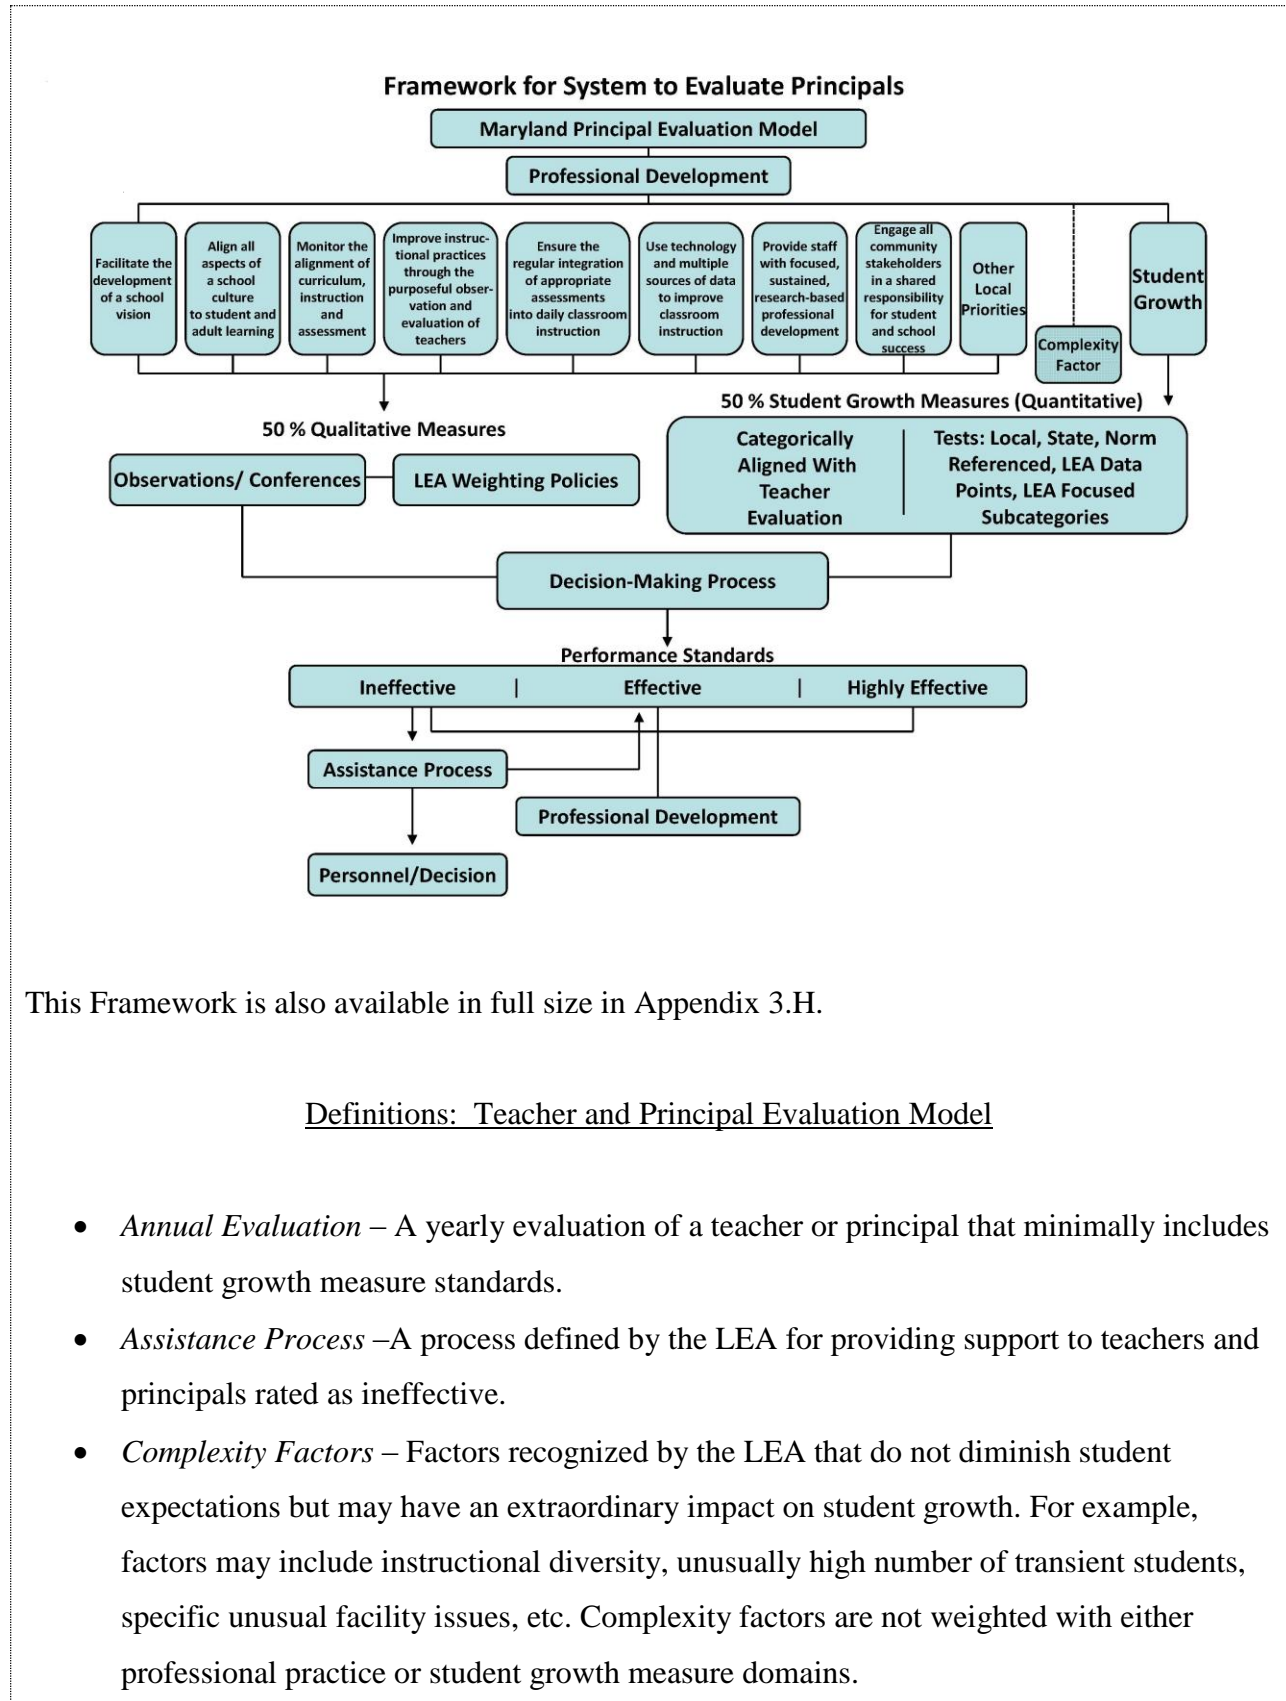 Framework for System to Evaluate Principals
Maryland Principal Evaluation Model
Professional Development
Facilitate the
development
of a school
vision
Align all
aspects of
a school
culture
to student and
adult learning
Monitor the
alignment of
curriculum,
instruction
and
assessment
Improve instruc-
tional practices
through the
purposeful obser-
vation and
evaluation of
teachers
Ensure the
regular integration
of appropriate
assessments
into daily classroom
instruction
Use technology
and multiple
sources of data
to improve
classroom
instruction
Provide staff
with focused,
sustained,
research-based
professional
development
Engage all
community
stakeholders
in a shared
responsibility
for student
and school
success
Other
Local
Priorities
Complexity
Factor
Student
Growth
50 % Qualitative Measures
Observations/ Conferences
LEA Weighting Policies
50 % Student Growth Measures (Quantitative)
Categorically
Aligned With
Teacher
Evaluation
Tests: Local, State, Norm
Referenced, LEA Data
Points, LEA Focused
Subcategories
Decision-Making Process
Performance Standards
Ineffective | Effective | Highly Effective
Assistance Process
Professional Development
Personnel/Decision
This Framework is also available in full size in Appendix 3.H.
Definitions: Teacher and Principal Evaluation Model
• Annual Evaluation – A yearly evaluation of a teacher or principal that minimally includes
student growth measure standards.
• Assistance Process –A process defined by the LEA for providing support to teachers and
principals rated as ineffective.
• Complexity Factors – Factors recognized by the LEA that do not diminish student
expectations but may have an extraordinary impact on student growth. For example,
factors may include instructional diversity, unusually high number of transient students,
specific unusual facility issues, etc. Complexity factors are not weighted with either
professional practice or student growth measure domains.